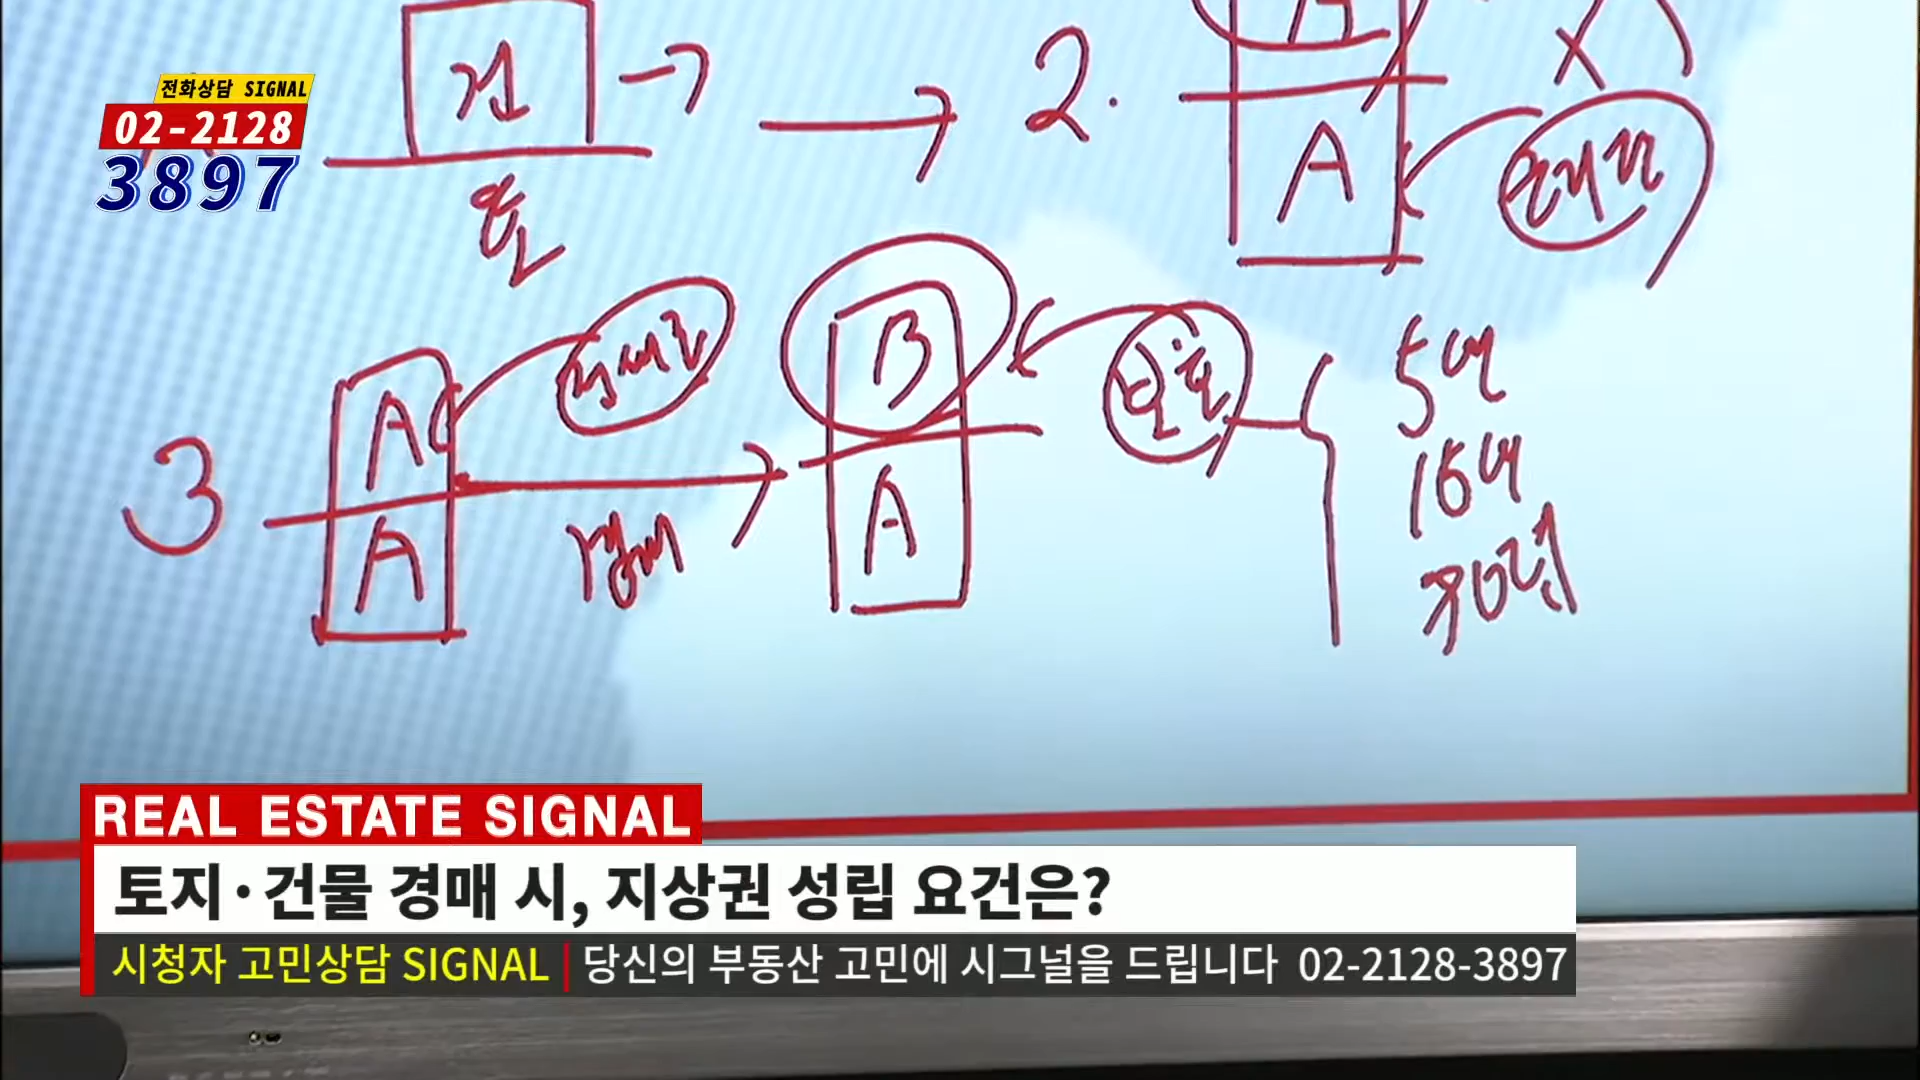 전화상담 SIGNAL
02-2128
3897
건
2.
A
3
A
A
경매
B
A
5년
15년
30년
REAL ESTATE SIGNAL
토지·건물 경매 시, 지상권 성립 요건은?
시청자 고민상담 SIGNAL
당신의 부동산 고민에 시그널을 드립니다 02-2128-3897